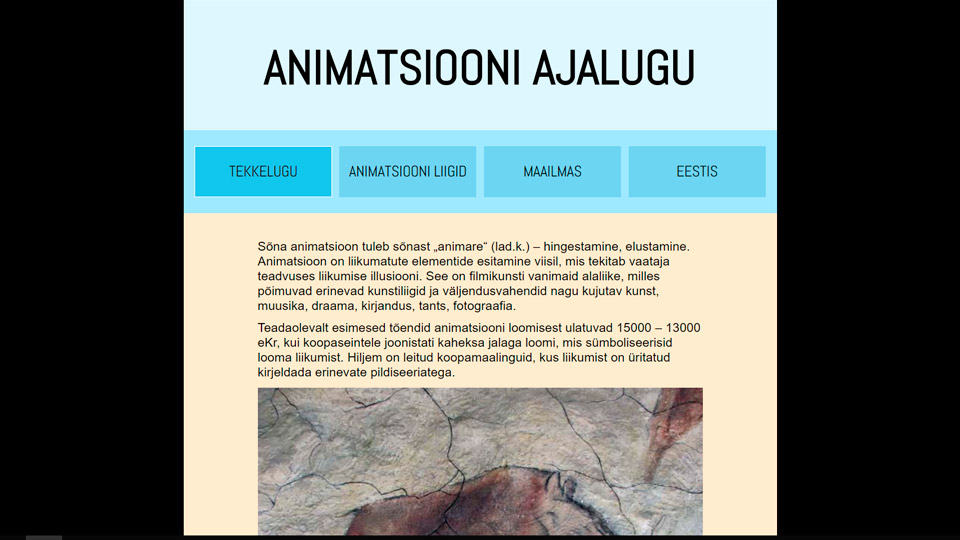 ANIMATSIOONI AJALUGU
TEKKELUGU
ANIMATSIOONI LIIGID
MAAILMAS
EESTIS
Sõna animatsioon tuleb sõnast „animare“ (lad.k.) – hingestamine, elustamine.
Animatsioon on liikumatute elementide esitamine viisil, mis tekitab vaataja
teadvuses liikumise illusiooni. See on filmikunsti vanimaid alaliike, milles
põimuvad erinevad kunstiliigid ja väljendusvahendid nagu kujutav kunst,
muusika, draama, kirjandus, tants, fotograafia.
Teadaolevalt esimesed tõendid animatsiooni loomisest ulatuvad 15000 – 13000
eKr, kui koopaseintele joonistati kaheksa jalaga loomi, mis sümboliseerisid
looma liikumist. Hiljem on leitud koopamaalinguid, kus liikumist on üritatud
kirjeldada erinevate pildiseeriatega.